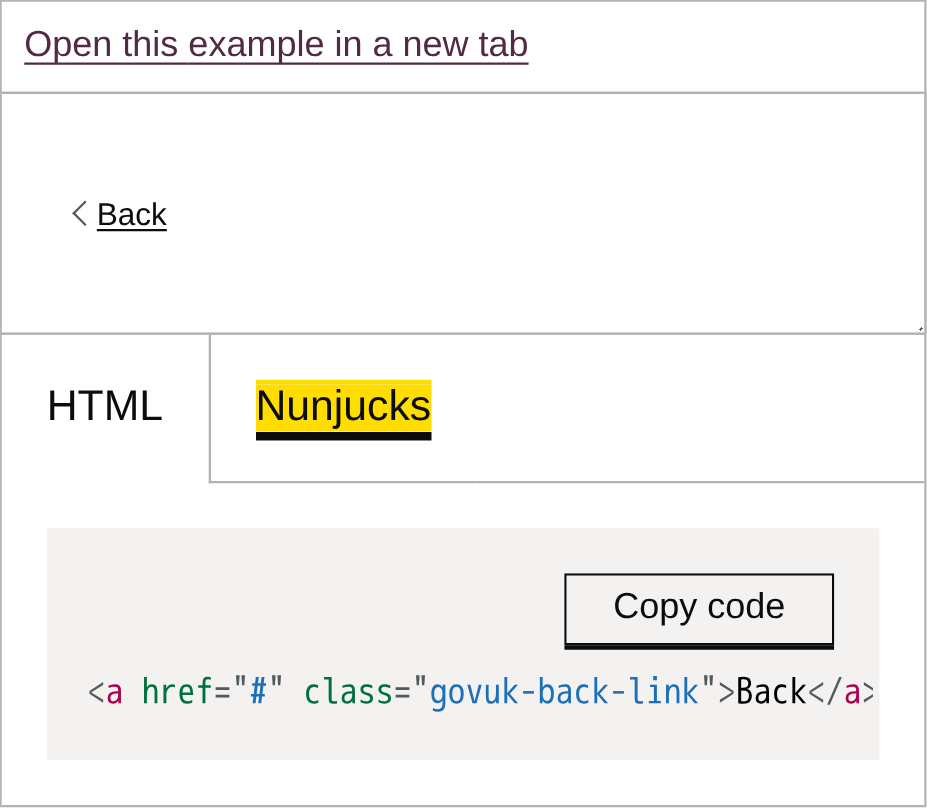 Open this example in a new tab
Back
HTML Nunjucks
Copy code
<a href="#" class="govuk-back-link">Back</a>